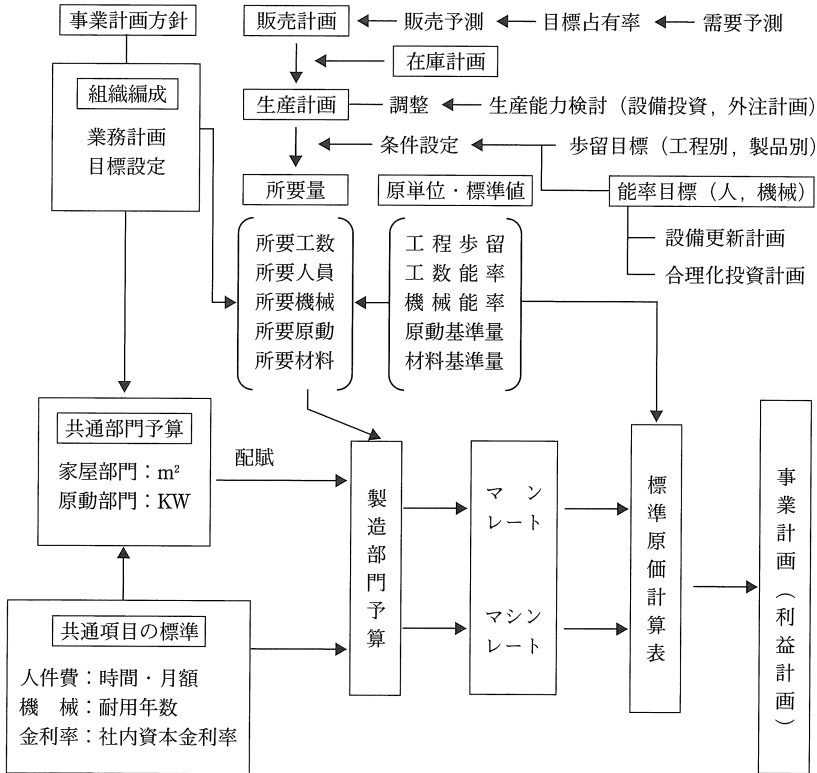 事業計画方針
販売計画
販売予測
目標占有率
需要予測
在庫計画
組織編成
業務計画
目標設定
生産計画
調整
生産能力検討（設備投資，外注計画）
条件設定
歩留目標（工程別，製品別）
所要量
原単位・標準値
能率目標（人，機械）
設備更新計画
合理化投資計画
所要工数
所要人員
所要機械
所要原動
所要材料
工程歩留
工数能率
機械能率
原動基準量
材料基準量
共通部門予算
家屋部門：m²
原動部門：KW
配賦
製造部門予算
マン
レート
マシン
レート
標準原価計算表
事業計画（利益計画）
共通項目の標準
人件費：時間・月額
機　械：耐用年数
金利率：社内資本金利率